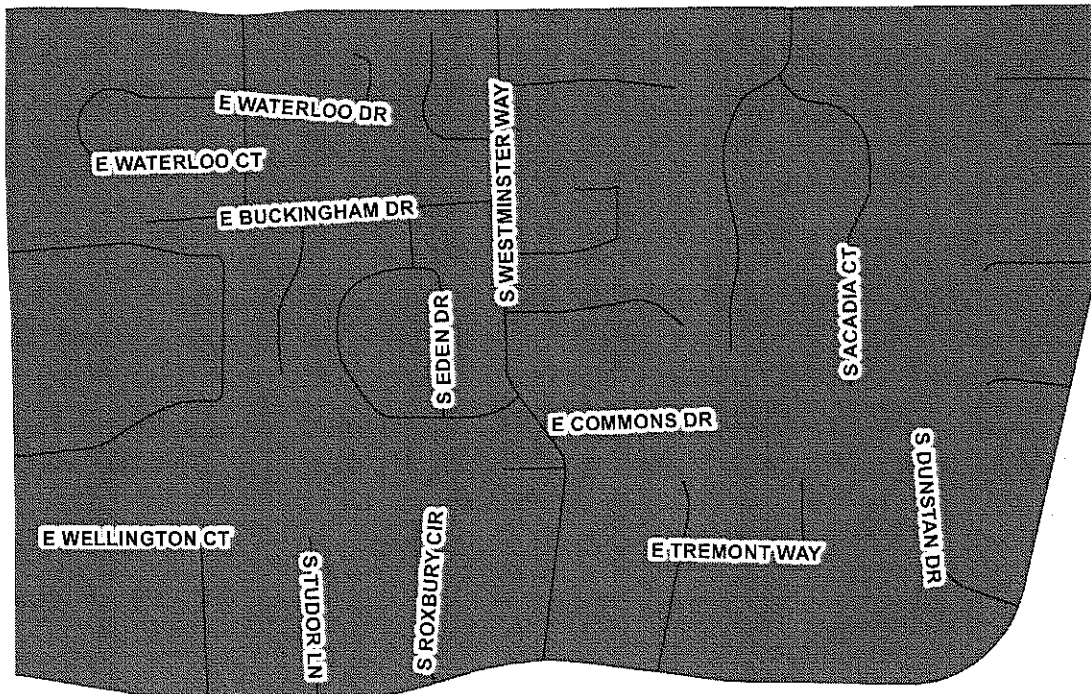 E WATERLOO DR
S WESTMINSTER WAY
E WATERLOO CT
E BUCKINGHAM DR
S ACADIA CT
S EDEN DR
E COMMONS DR
S DUNSTAN DR
E WELLINGTON CT
S TUDOR LN
S ROXBURY CIR
E TREMONT WAY